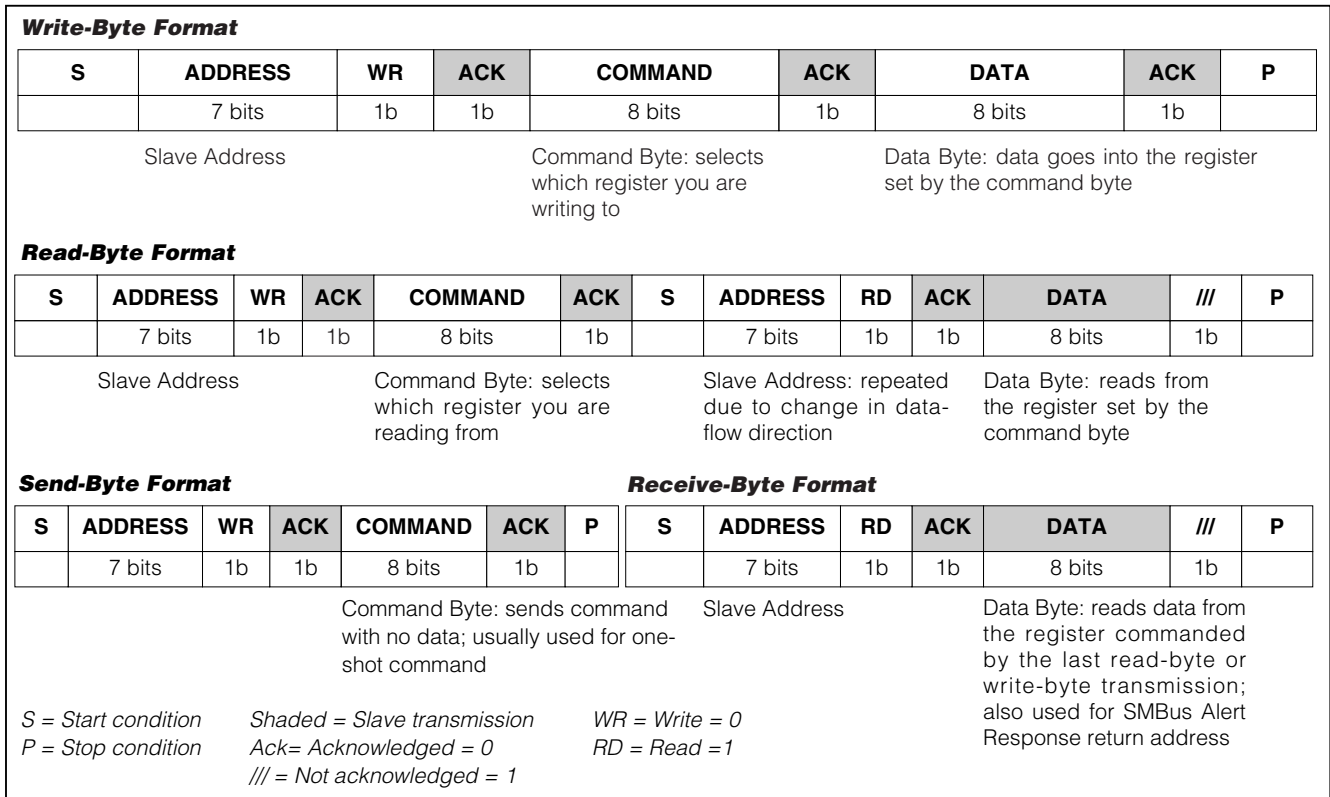 Write-Byte Format
S ADDRESS WR ACK COMMAND ACK DATA ACK P
7 bits 1b 1b 8 bits 1b 8 bits 1b
Slave Address
Command Byte: selects
which register you are
writing to
Data Byte: data goes into the register
set by the command byte
Read-Byte Format
S ADDRESS WR ACK COMMAND ACK S ADDRESS RD ACK DATA /// P
7 bits 1b 1b 8 bits 1b 7 bits 1b 1b 8 bits 1b
Slave Address
Command Byte: selects
which register you are
reading from
Slave Address: repeated
due to change in data-
flow direction
Data Byte: reads from
the register set by the
command byte
Send-Byte Format
S ADDRESS WR ACK COMMAND ACK P
7 bits 1b 1b 8 bits 1b
Command Byte: sends command
with no data; usually used for one-
shot command
Receive-Byte Format
S ADDRESS RD ACK DATA /// P
7 bits 1b 1b 8 bits 1b
Slave Address
Data Byte: reads data from
the register commanded
by the last read-byte or
write-byte transmission;
also used for SMBus Alert
Response return address
S = Start condition
P = Stop condition
Shaded = Slave transmission
Ack= Acknowledged = 0
/// = Not acknowledged = 1
WR = Write = 0
RD = Read =1